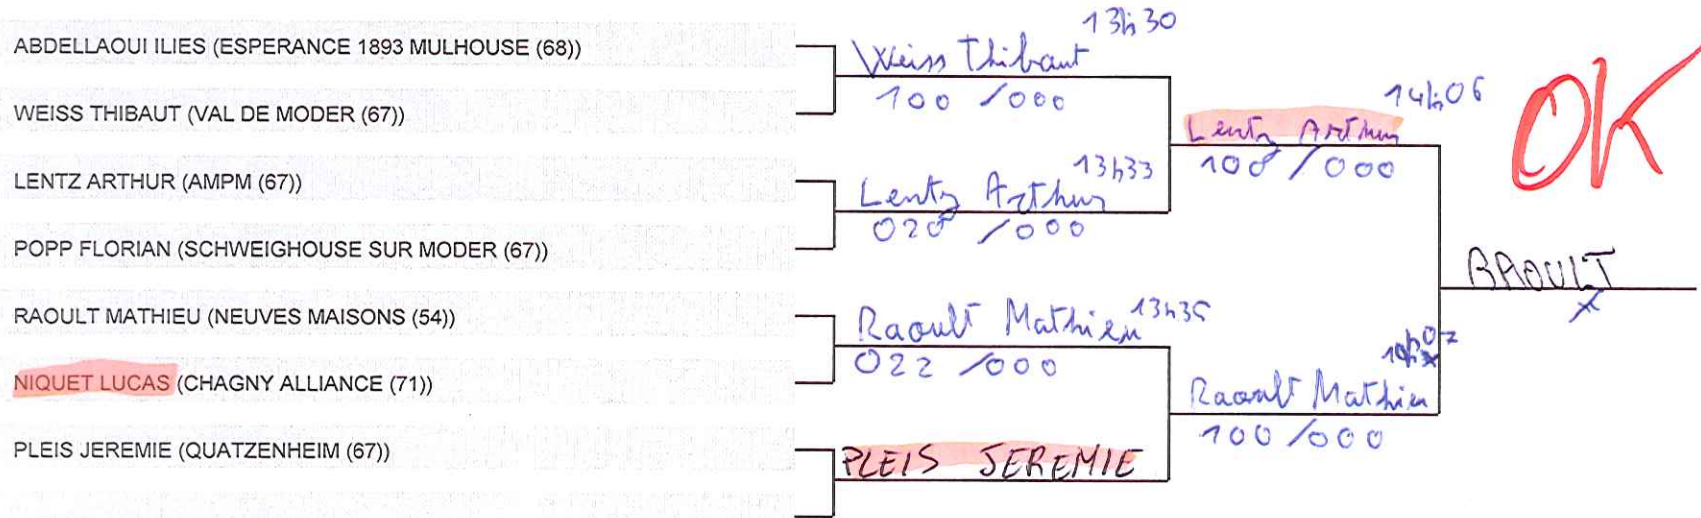 ABDELLAOUI ILIES (ESPERANCE 1893 MULHOUSE (68))
WEISS THIBAUT (VAL DE MODER (67))
LENTZ ARTHUR (AMPM (67))
POPP FLORIAN (SCHWEIGHOUSE SUR MODER (67))
RAOULT MATHIEU (NEUVES MAISONS (54))
NIQUET LUCAS (CHAGNY ALLIANCE (71))
PLEIS JEREMIE (QUATZENHEIM (67))
13h30
Weiss Thibaut
100 /000
13h33
Lentz Arthur
020 /000
Raoult Mathieu 13h35
022 /000
PLEIS JEREMIE
14h06
Lentz Arthur
100 /000
Raoult Mathieu
100 /000
RAOULT
OK